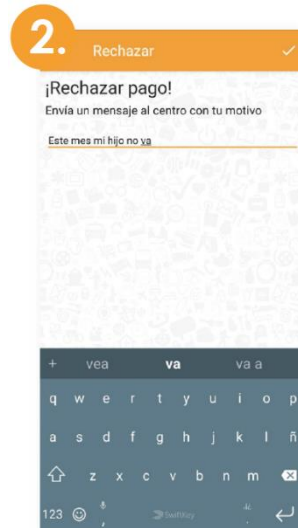 2.
Rechazar
¡Rechazar pago!
Envía un mensaje al centro con tu motivo
Este mes mi hijo no va
+ vea va va a
q w e r t y u i o p
a s d f g h j k l ñ
z x c v b n m
123 , SwiftKey .